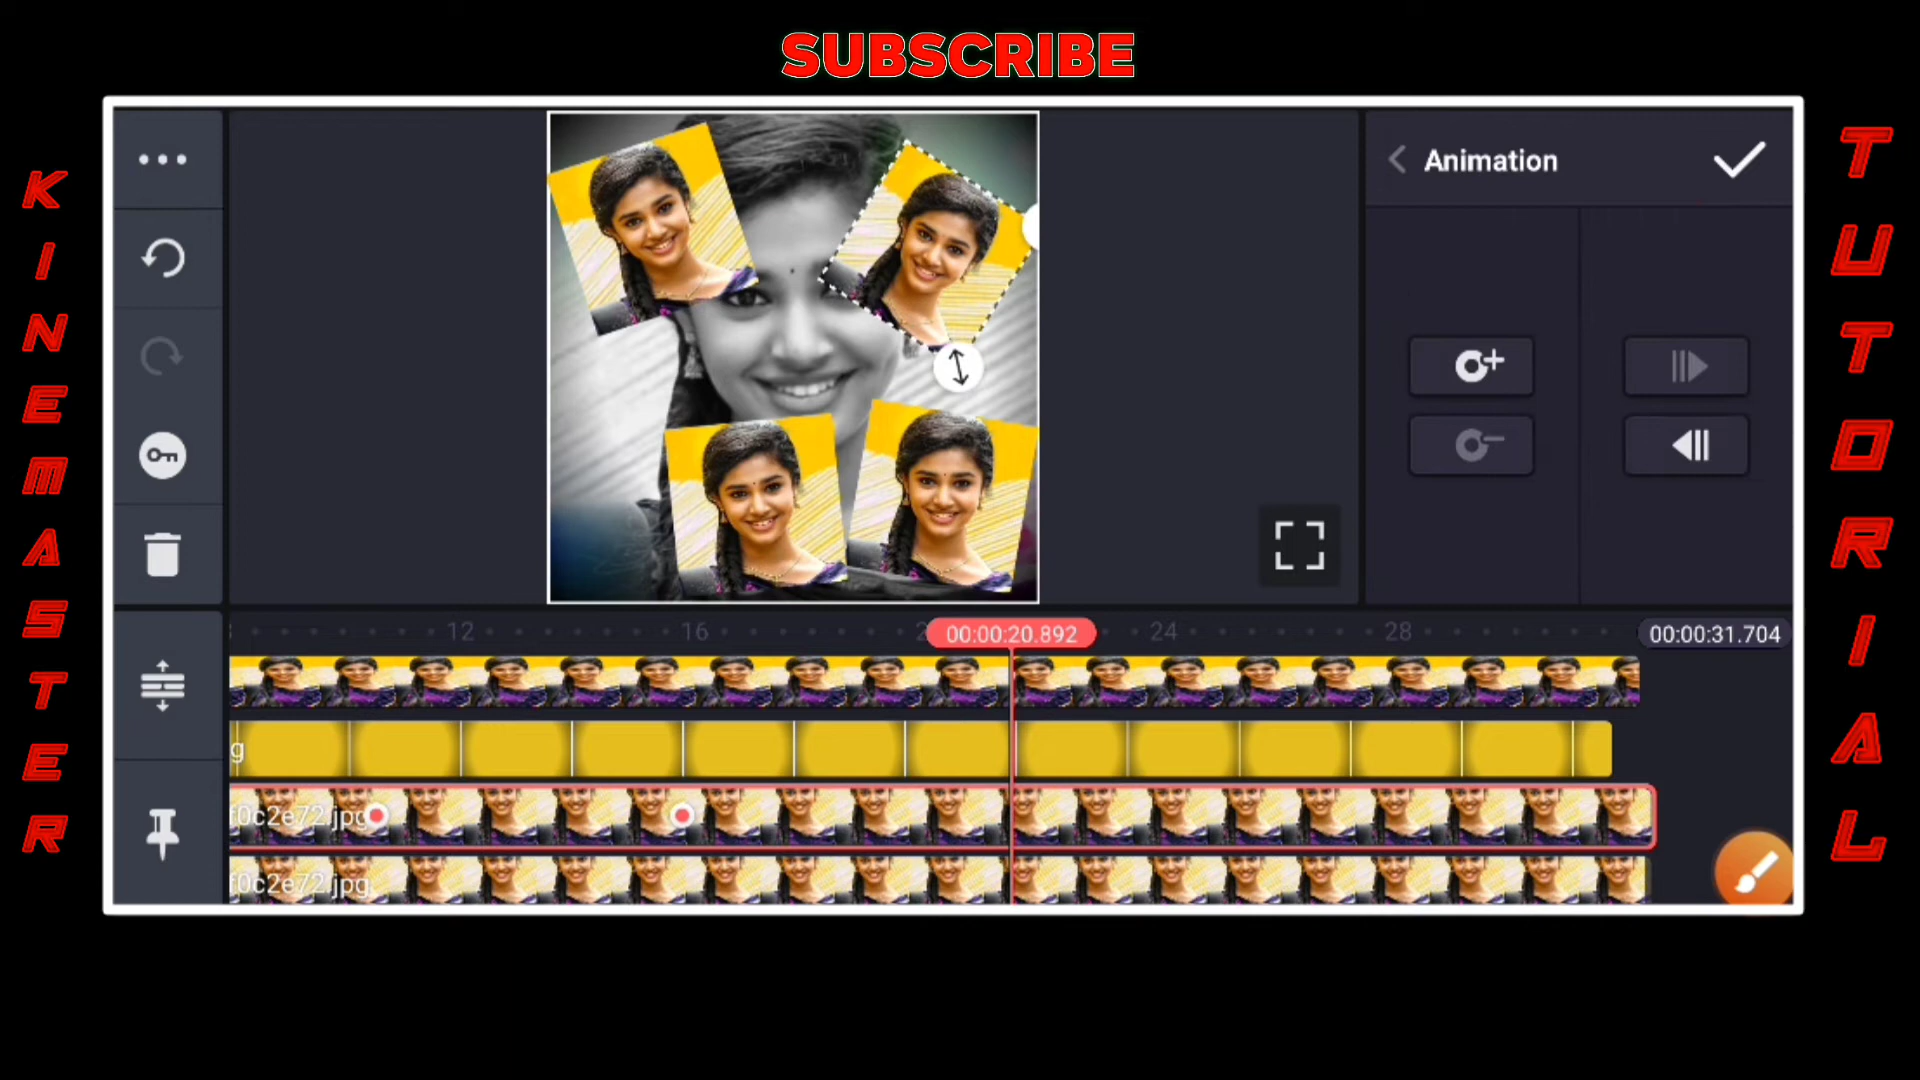 SUBSCRIBE
KINEMASTER
TUTORIAL
Animation
12
16
00:00:20.892
24
28
00:00:31.704
g
f0c2e72.jpg
f0c2e72.jpg